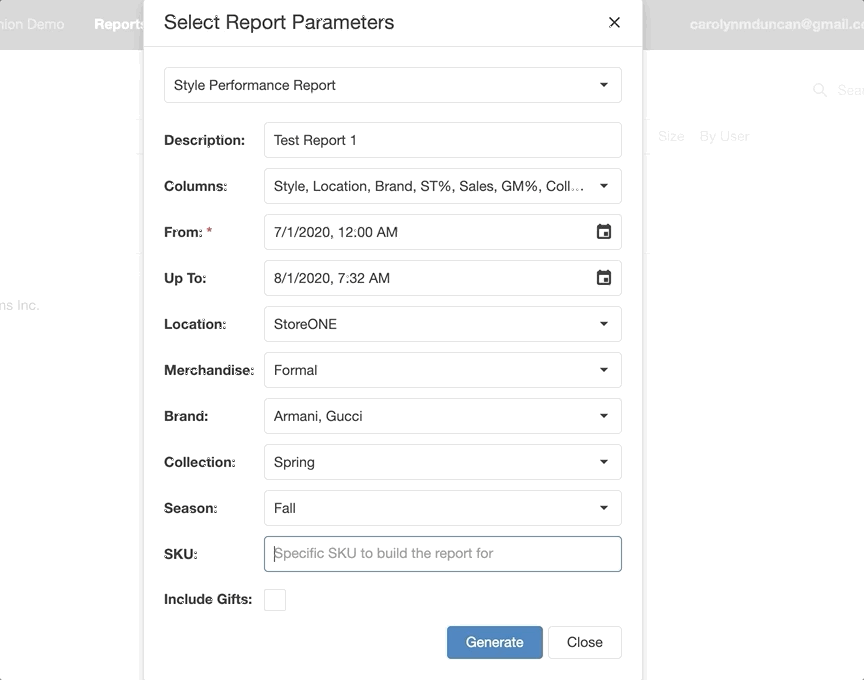 nion Demo
Reports
Select Report Parameters
carolynmduncan@gmail.c
Style Performance Report
Sear
Description:
Test Report 1
Size
By User
Columns:
Style, Location, Brand, ST%, Sales, GM%, Coll...
From: *
7/1/2020, 12:00 AM
Up To:
8/1/2020, 7:32 AM
ns Inc.
Location:
StoreONE
Merchandise:
Formal
Brand:
Armani, Gucci
Collection:
Spring
Season:
Fall
SKU:
Specific SKU to build the report for
Include Gifts:
Generate
Close